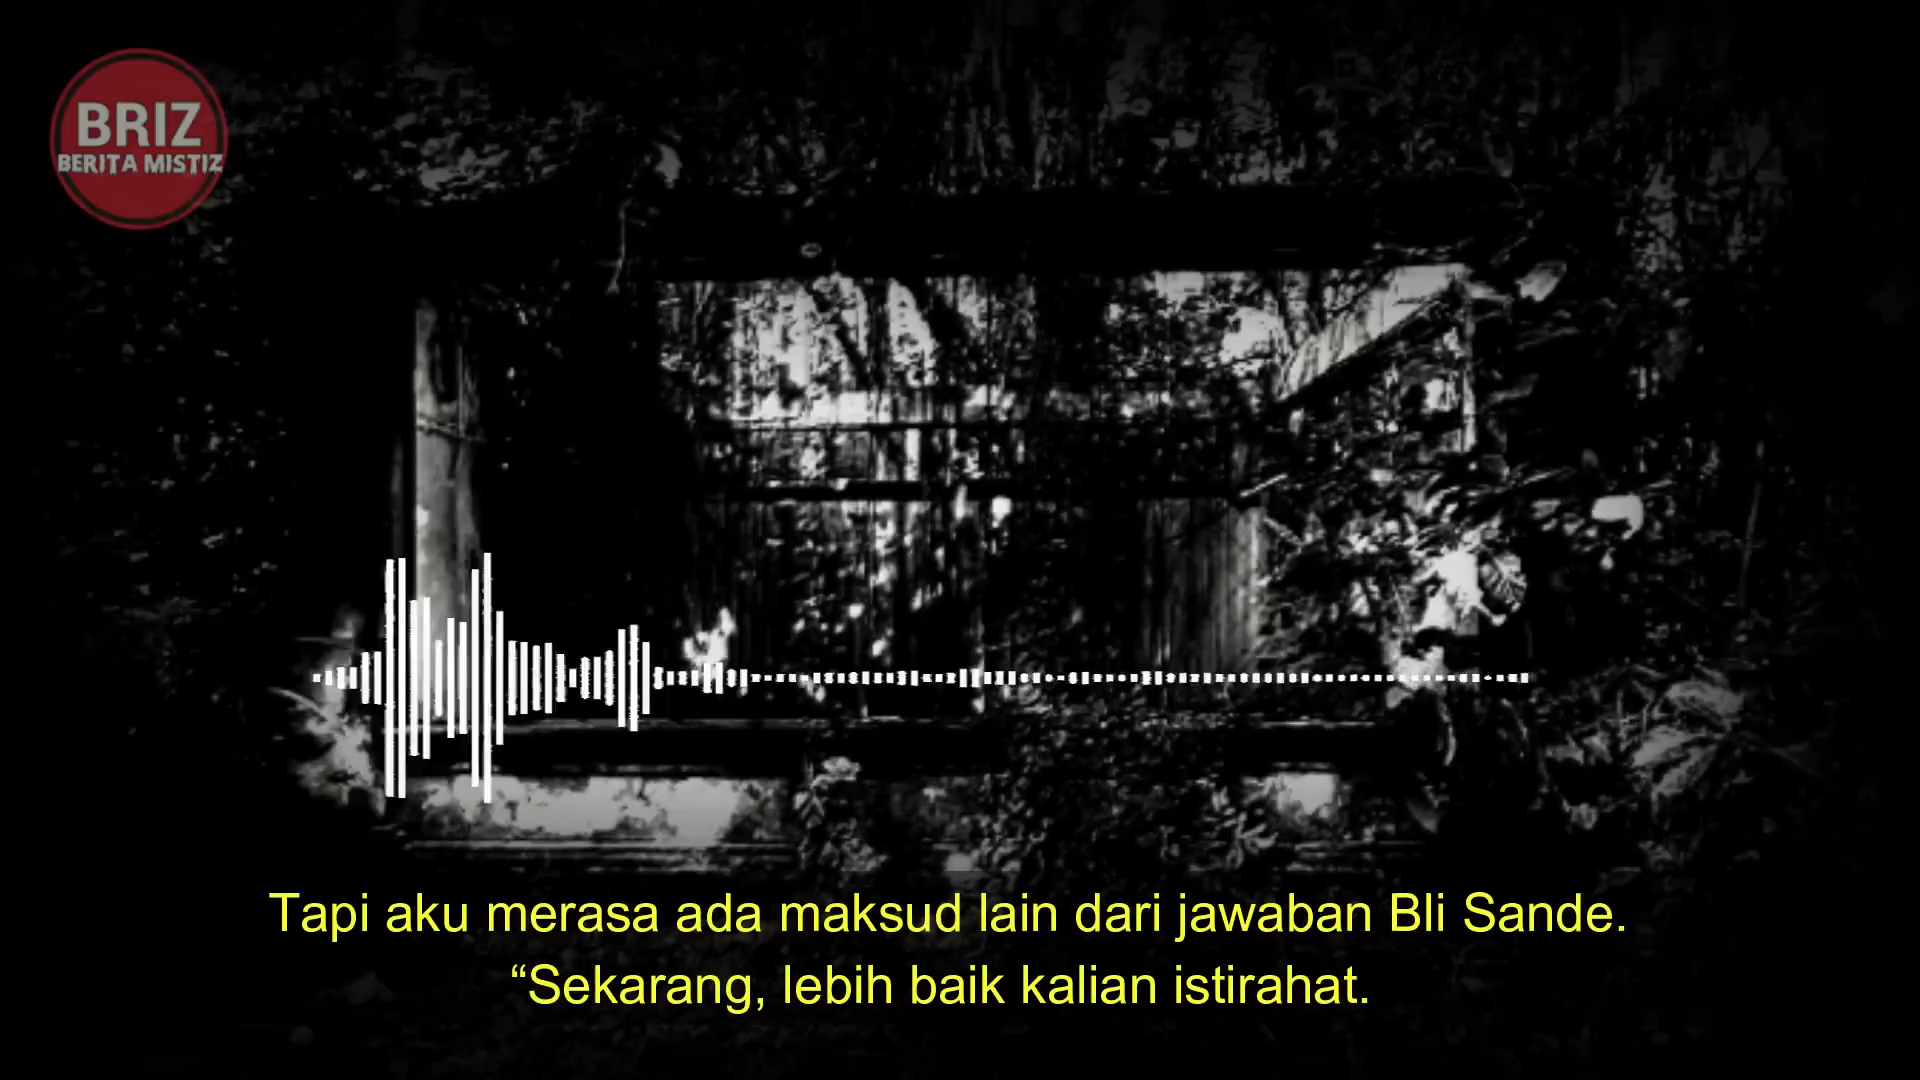 BRIZ
BERITA MISTIZ
Tapi aku merasa ada maksud lain dari jawaban Bli Sande.
“Sekarang, lebih baik kalian istirahat.